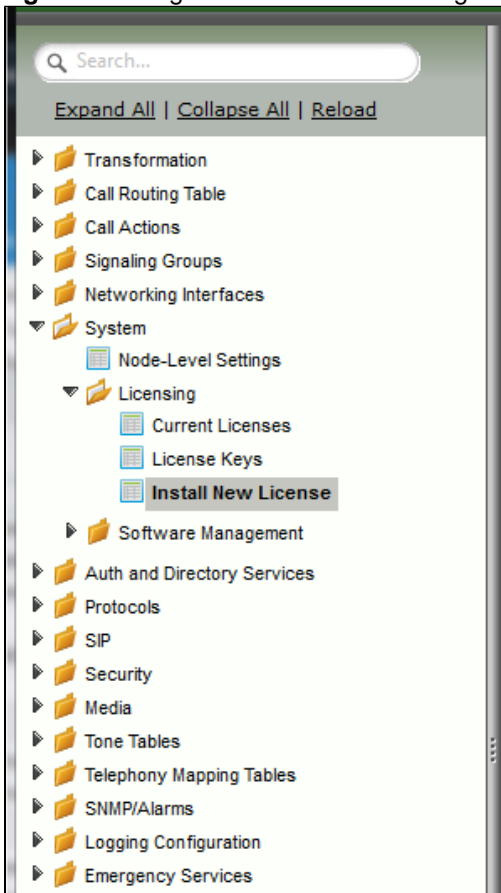 Search...
Expand All | Collapse All | Reload
Transformation
Call Routing Table
Call Actions
Signaling Groups
Networking Interfaces
System
Node-Level Settings
Licensing
Current Licenses
License Keys
Install New License
Software Management
Auth and Directory Services
Protocols
SIP
Security
Media
Tone Tables
Telephony Mapping Tables
SNMP/Alarms
Logging Configuration
Emergency Services